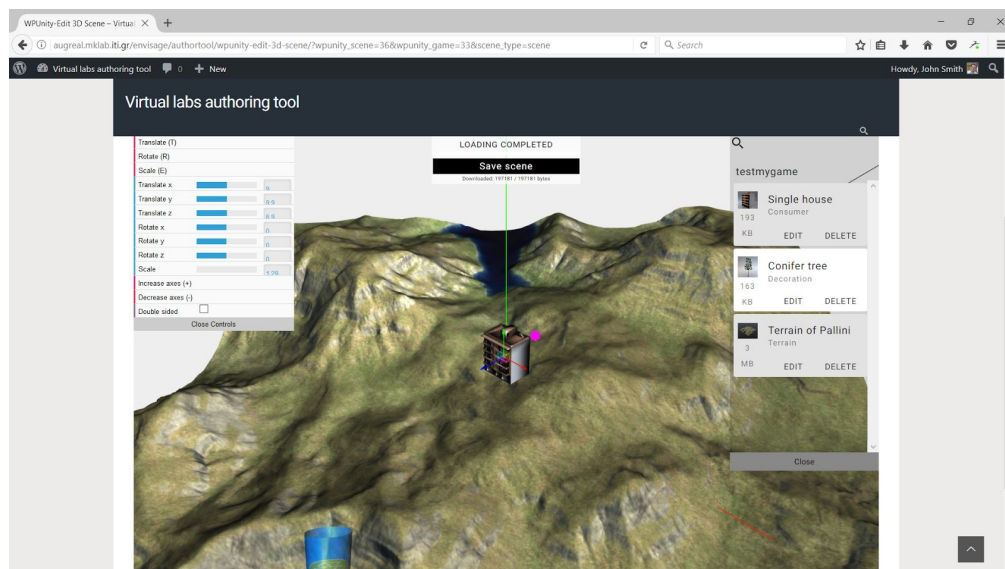 WPUnity-Edit 3D Scene – Virtual
augreal.mklab.iti.gr/envisage/authortool/wpunity-edit-3d-scene/?wpunity_scene=36&wpunity_game=33&scene_type=scene
Search
Virtual labs authoring tool 0 + New
Howdy, John Smith
Virtual labs authoring tool
Translate (T)
Rotate (R)
Scale (E)
Translate x
Translate y
Translate z
Rotate x 0
Rotate y 0
Rotate z 0
Scale
Increase axes (+)
Decrease axes (-)
Double sided
Close Controls
LOADING COMPLETED
Save scene
Downloaded: 197181 / 197181 bytes
testmygame
Single house
Consumer
193
KB EDIT DELETE
Conifer tree
Decoration
163
KB EDIT DELETE
Terrain of Pallini
Terrain
3
MB EDIT DELETE
Close